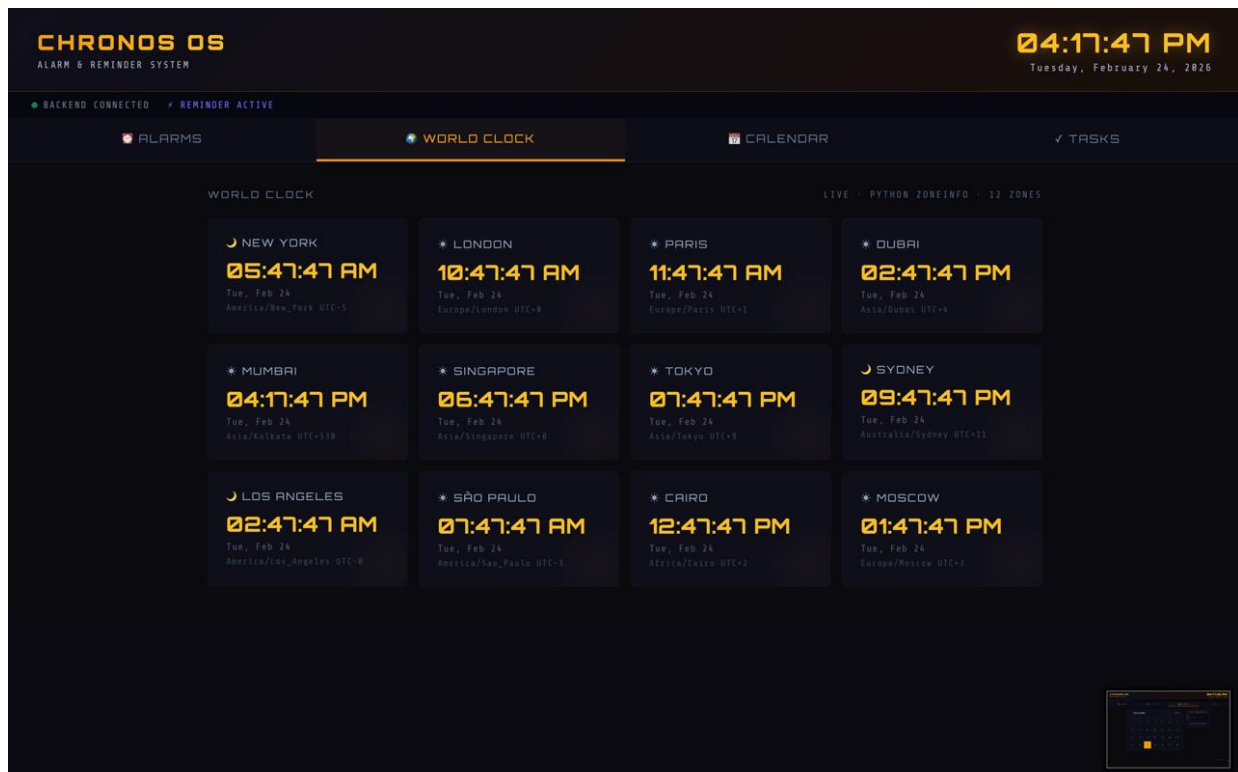 CHRONOS OS
ALARM & REMINDER SYSTEM
04:17:47 PM
Tuesday, February 24, 2026
BACKEND CONNECTED ⚡ REMINDER ACTIVE
ALARMS
WORLD CLOCK
CALENDAR
✓ TASKS
WORLD CLOCK
LIVE · PYTHON ZONEINFO · 12 ZONES
NEW YORK
05:47:47 AM
Tue, Feb 24
America/New_York UTC-5
LONDON
10:47:47 AM
Tue, Feb 24
Europe/London UTC+0
PARIS
11:47:47 AM
Tue, Feb 24
Europe/Paris UTC+1
DUBAI
02:47:47 PM
Tue, Feb 24
Asia/Dubai UTC+4
MUMBAI
04:17:47 PM
Tue, Feb 24
Asia/Kolkata UTC+530
SINGAPORE
06:47:47 PM
Tue, Feb 24
Asia/Singapore UTC+8
TOKYO
07:47:47 PM
Tue, Feb 24
Asia/Tokyo UTC+9
SYDNEY
09:47:47 PM
Tue, Feb 24
Australia/Sydney UTC+11
LOS ANGELES
02:47:47 AM
Tue, Feb 24
America/Los_Angeles UTC-8
SÃO PAULO
07:47:47 AM
Tue, Feb 24
America/Sao_Paulo UTC-3
CAIRO
12:47:47 PM
Tue, Feb 24
Africa/Cairo UTC+2
MOSCOW
01:47:47 PM
Tue, Feb 24
Europe/Moscow UTC+3